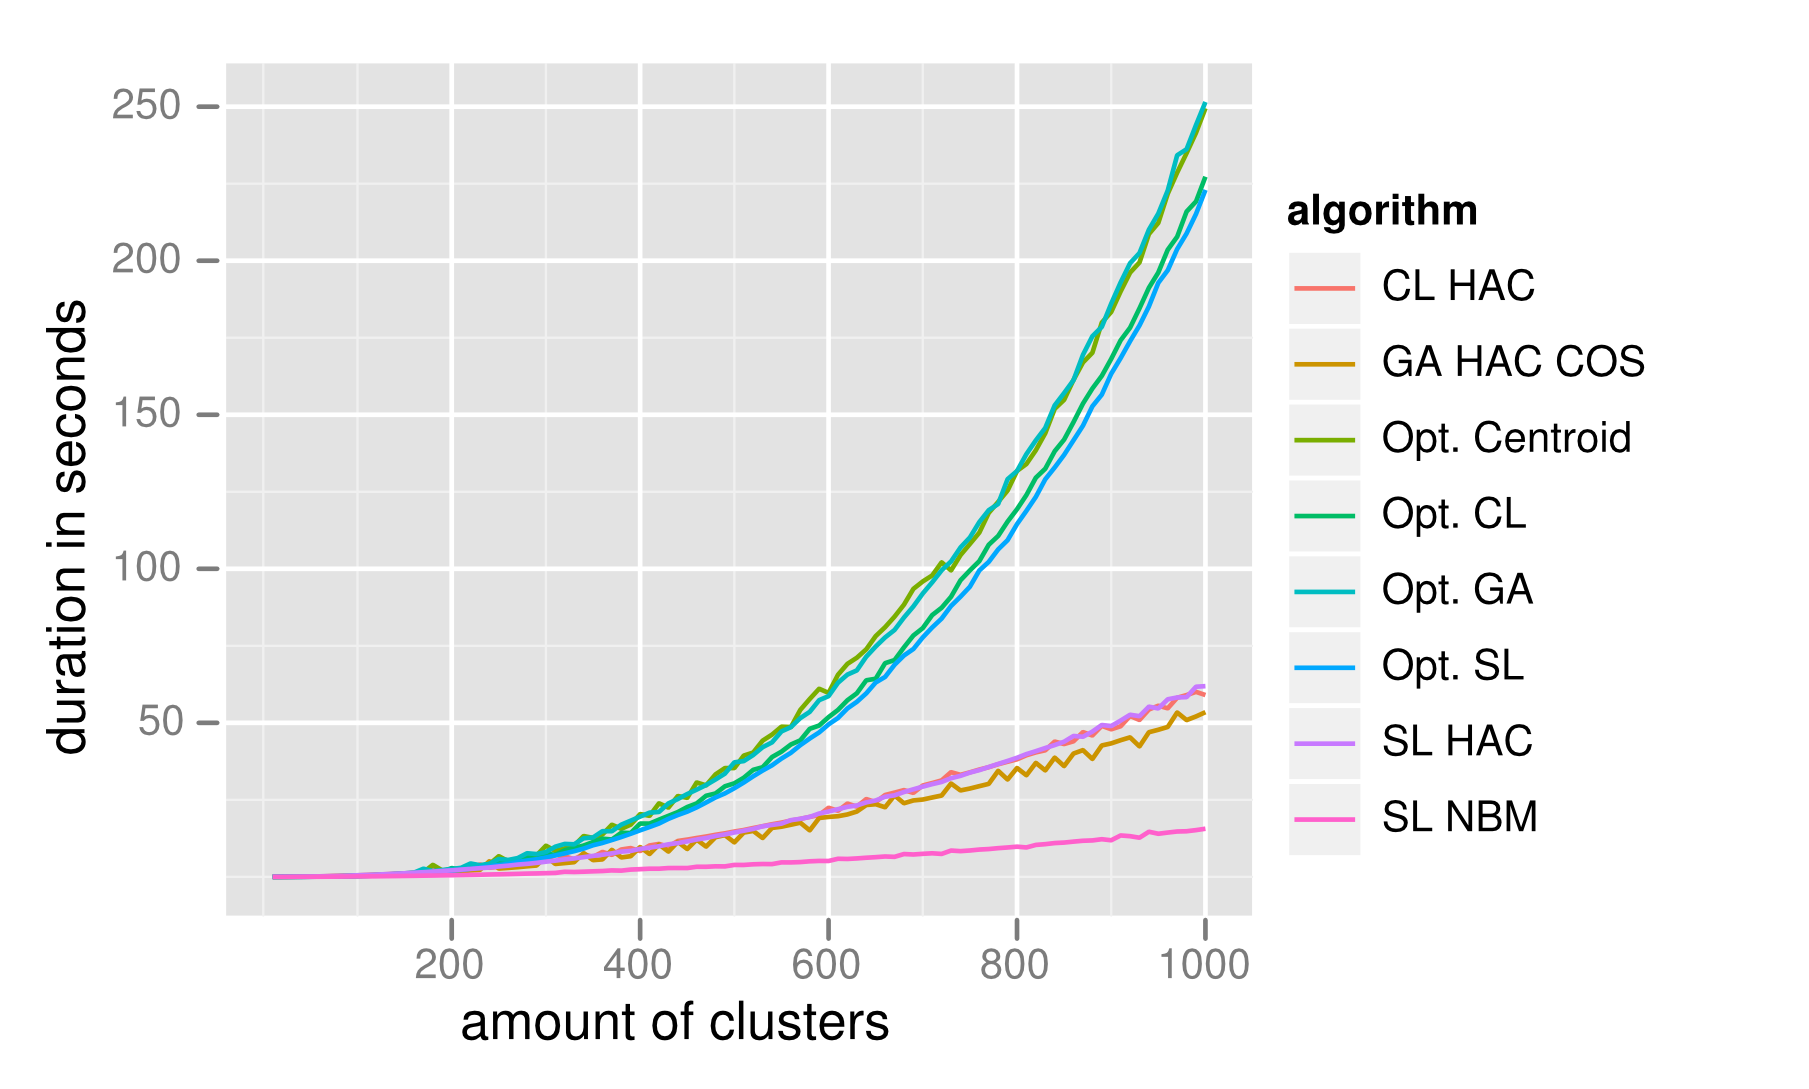 250
200
150
100
50
duration in seconds
200 400 600 800 1000
amount of clusters
algorithm
CL HAC
GA HAC COS
Opt. Centroid
Opt. CL
Opt. GA
Opt. SL
SL HAC
SL NBM